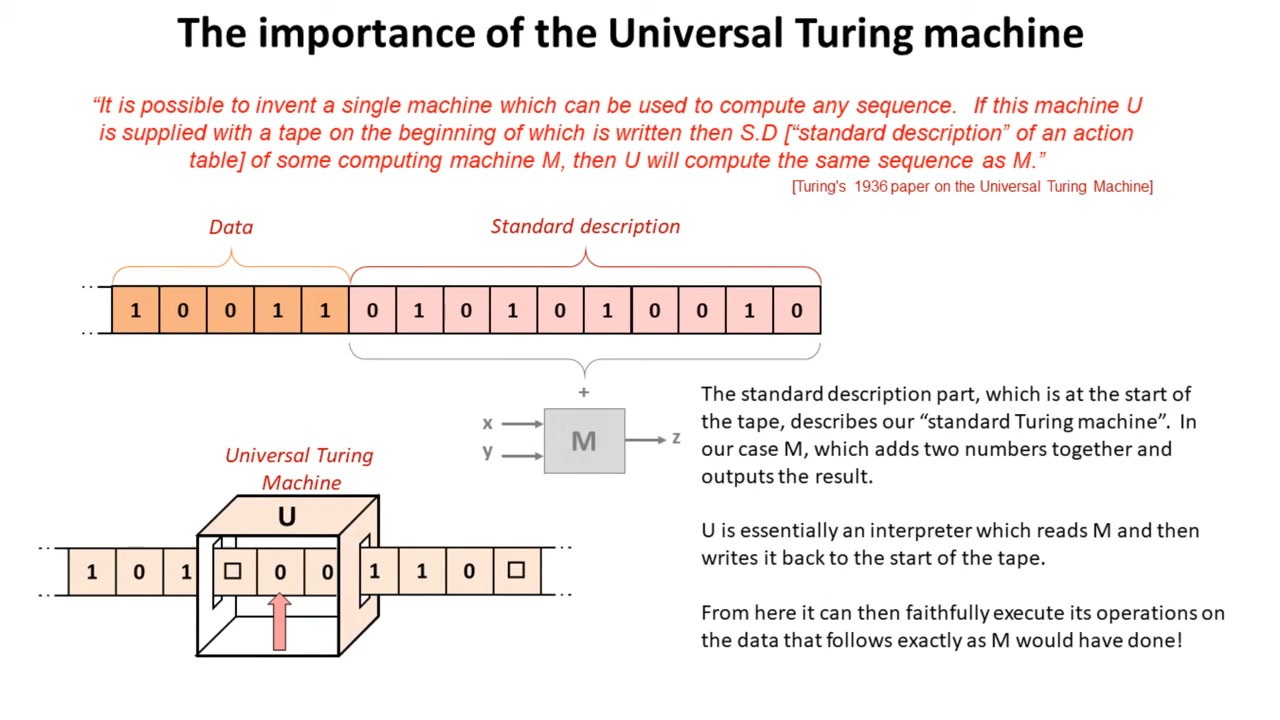 The importance of the Universal Turing machine
“It is possible to invent a single machine which can be used to compute any sequence. If this machine U
is supplied with a tape on the beginning of which is written then S.D [“standard description” of an action
table] of some computing machine M, then U will compute the same sequence as M.”
[Turing's 1936 paper on the Universal Turing Machine]
Data
Standard description
1 0 0 1 1 0 1 0 1 0 1 0 0 1 0
+
x
M
z
y
The standard description part, which is at the start of
the tape, describes our “standard Turing machine”. In
our case M, which adds two numbers together and
outputs the result.
Universal Turing
Machine
U
1 0 1 □ 0 0 1 1 0 □
U is essentially an interpreter which reads M and then
writes it back to the start of the tape.
From here it can then faithfully execute its operations on
the data that follows exactly as M would have done!